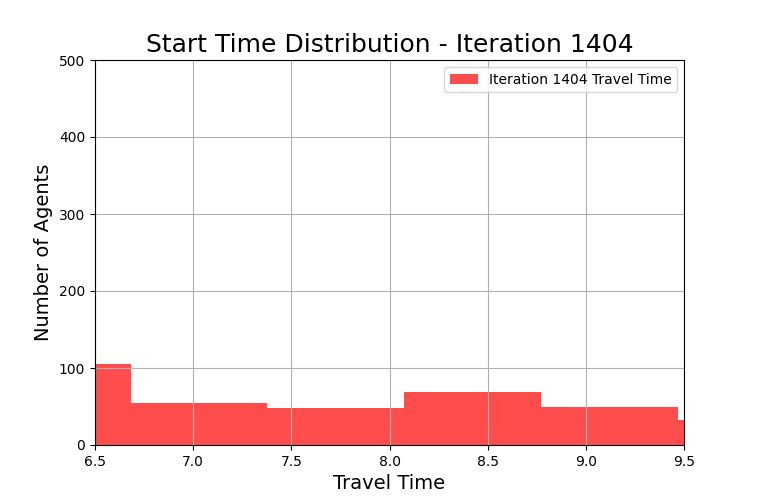 Start Time Distribution - Iteration 1404
Iteration 1404 Travel Time
Number of Agents
500
400
300
200
100
0
6.5 7.0 7.5 8.0 8.5 9.0 9.5
Travel Time